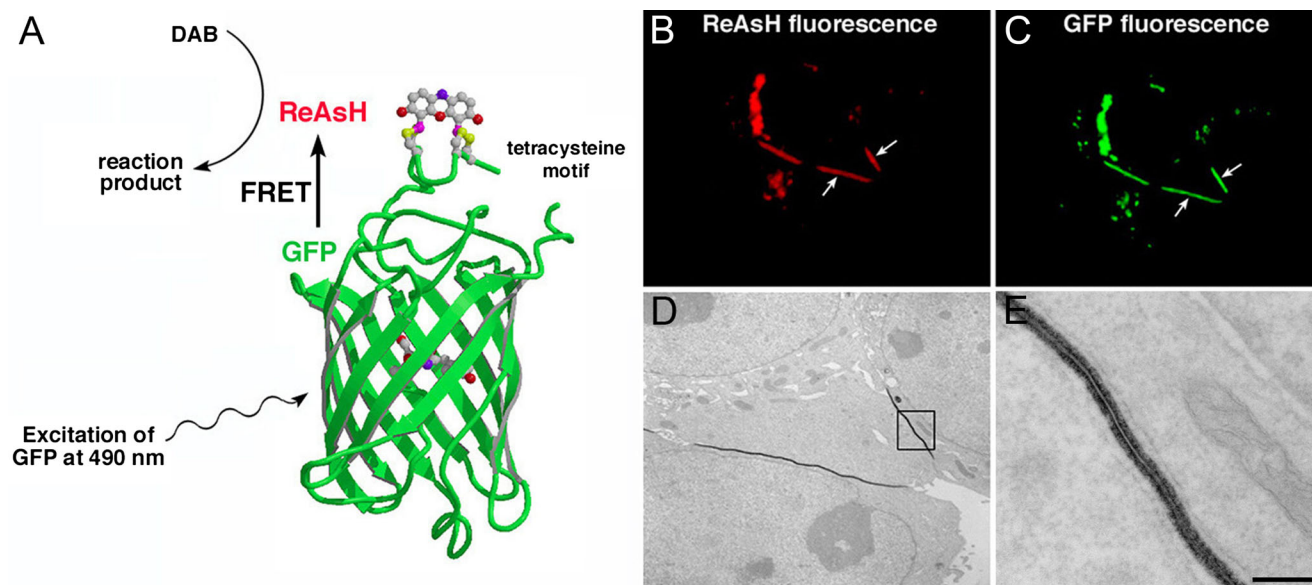 A
DAB
ReAsH
reaction
product
FRET
tetracysteine
motif
GFP
Excitation of
GFP at 490 nm
B
ReAsH fluorescence
C
GFP fluorescence
D
E